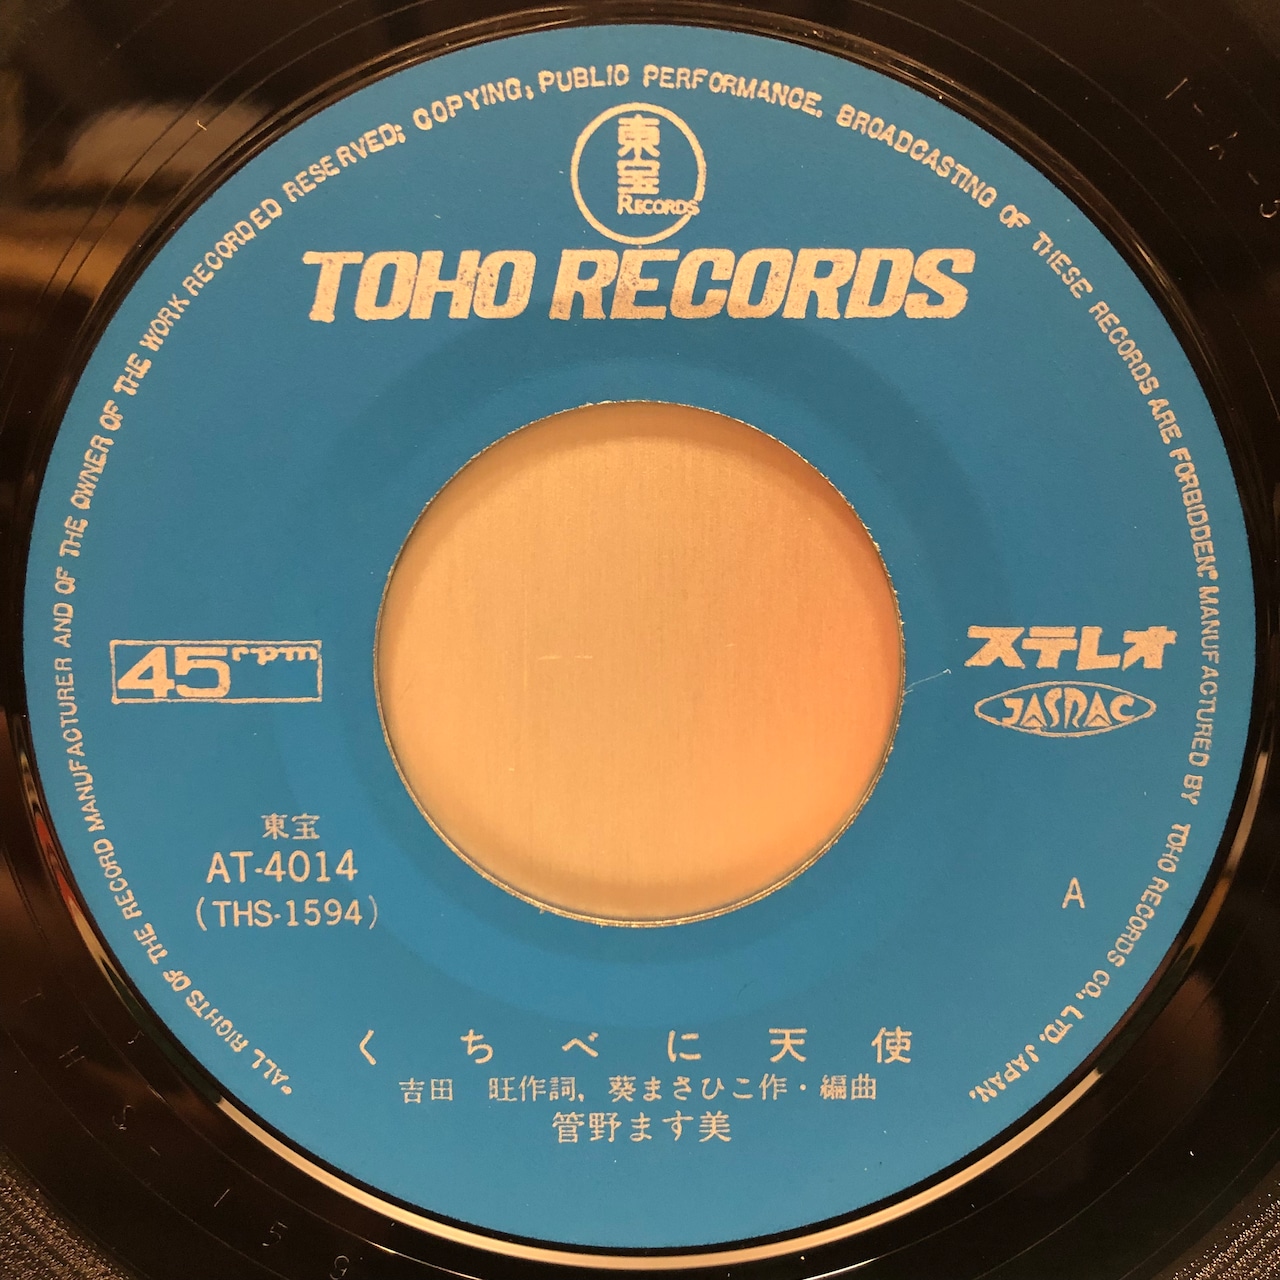 "ALL RIGHTS OF THE RECORD MANUFACTURER AND OF THE OWNER OF THE WORK RECORDED RESERVED; COPYING, PUBLIC PERFORMANCE. BROADCASTING OF THESE RECORDS ARE FORBIDDEN." MANUFACTURED BY TOHO RECORDS CO., LTD. JAPAN.
東宝
RECORDS
TOHO RECORDS
45rpm
ステレオ
JASRAC
東宝
AT-4014
(THS-1594)
A
くちべに天使
吉田 旺作詞, 葵まさひこ作・編曲
管野ます美